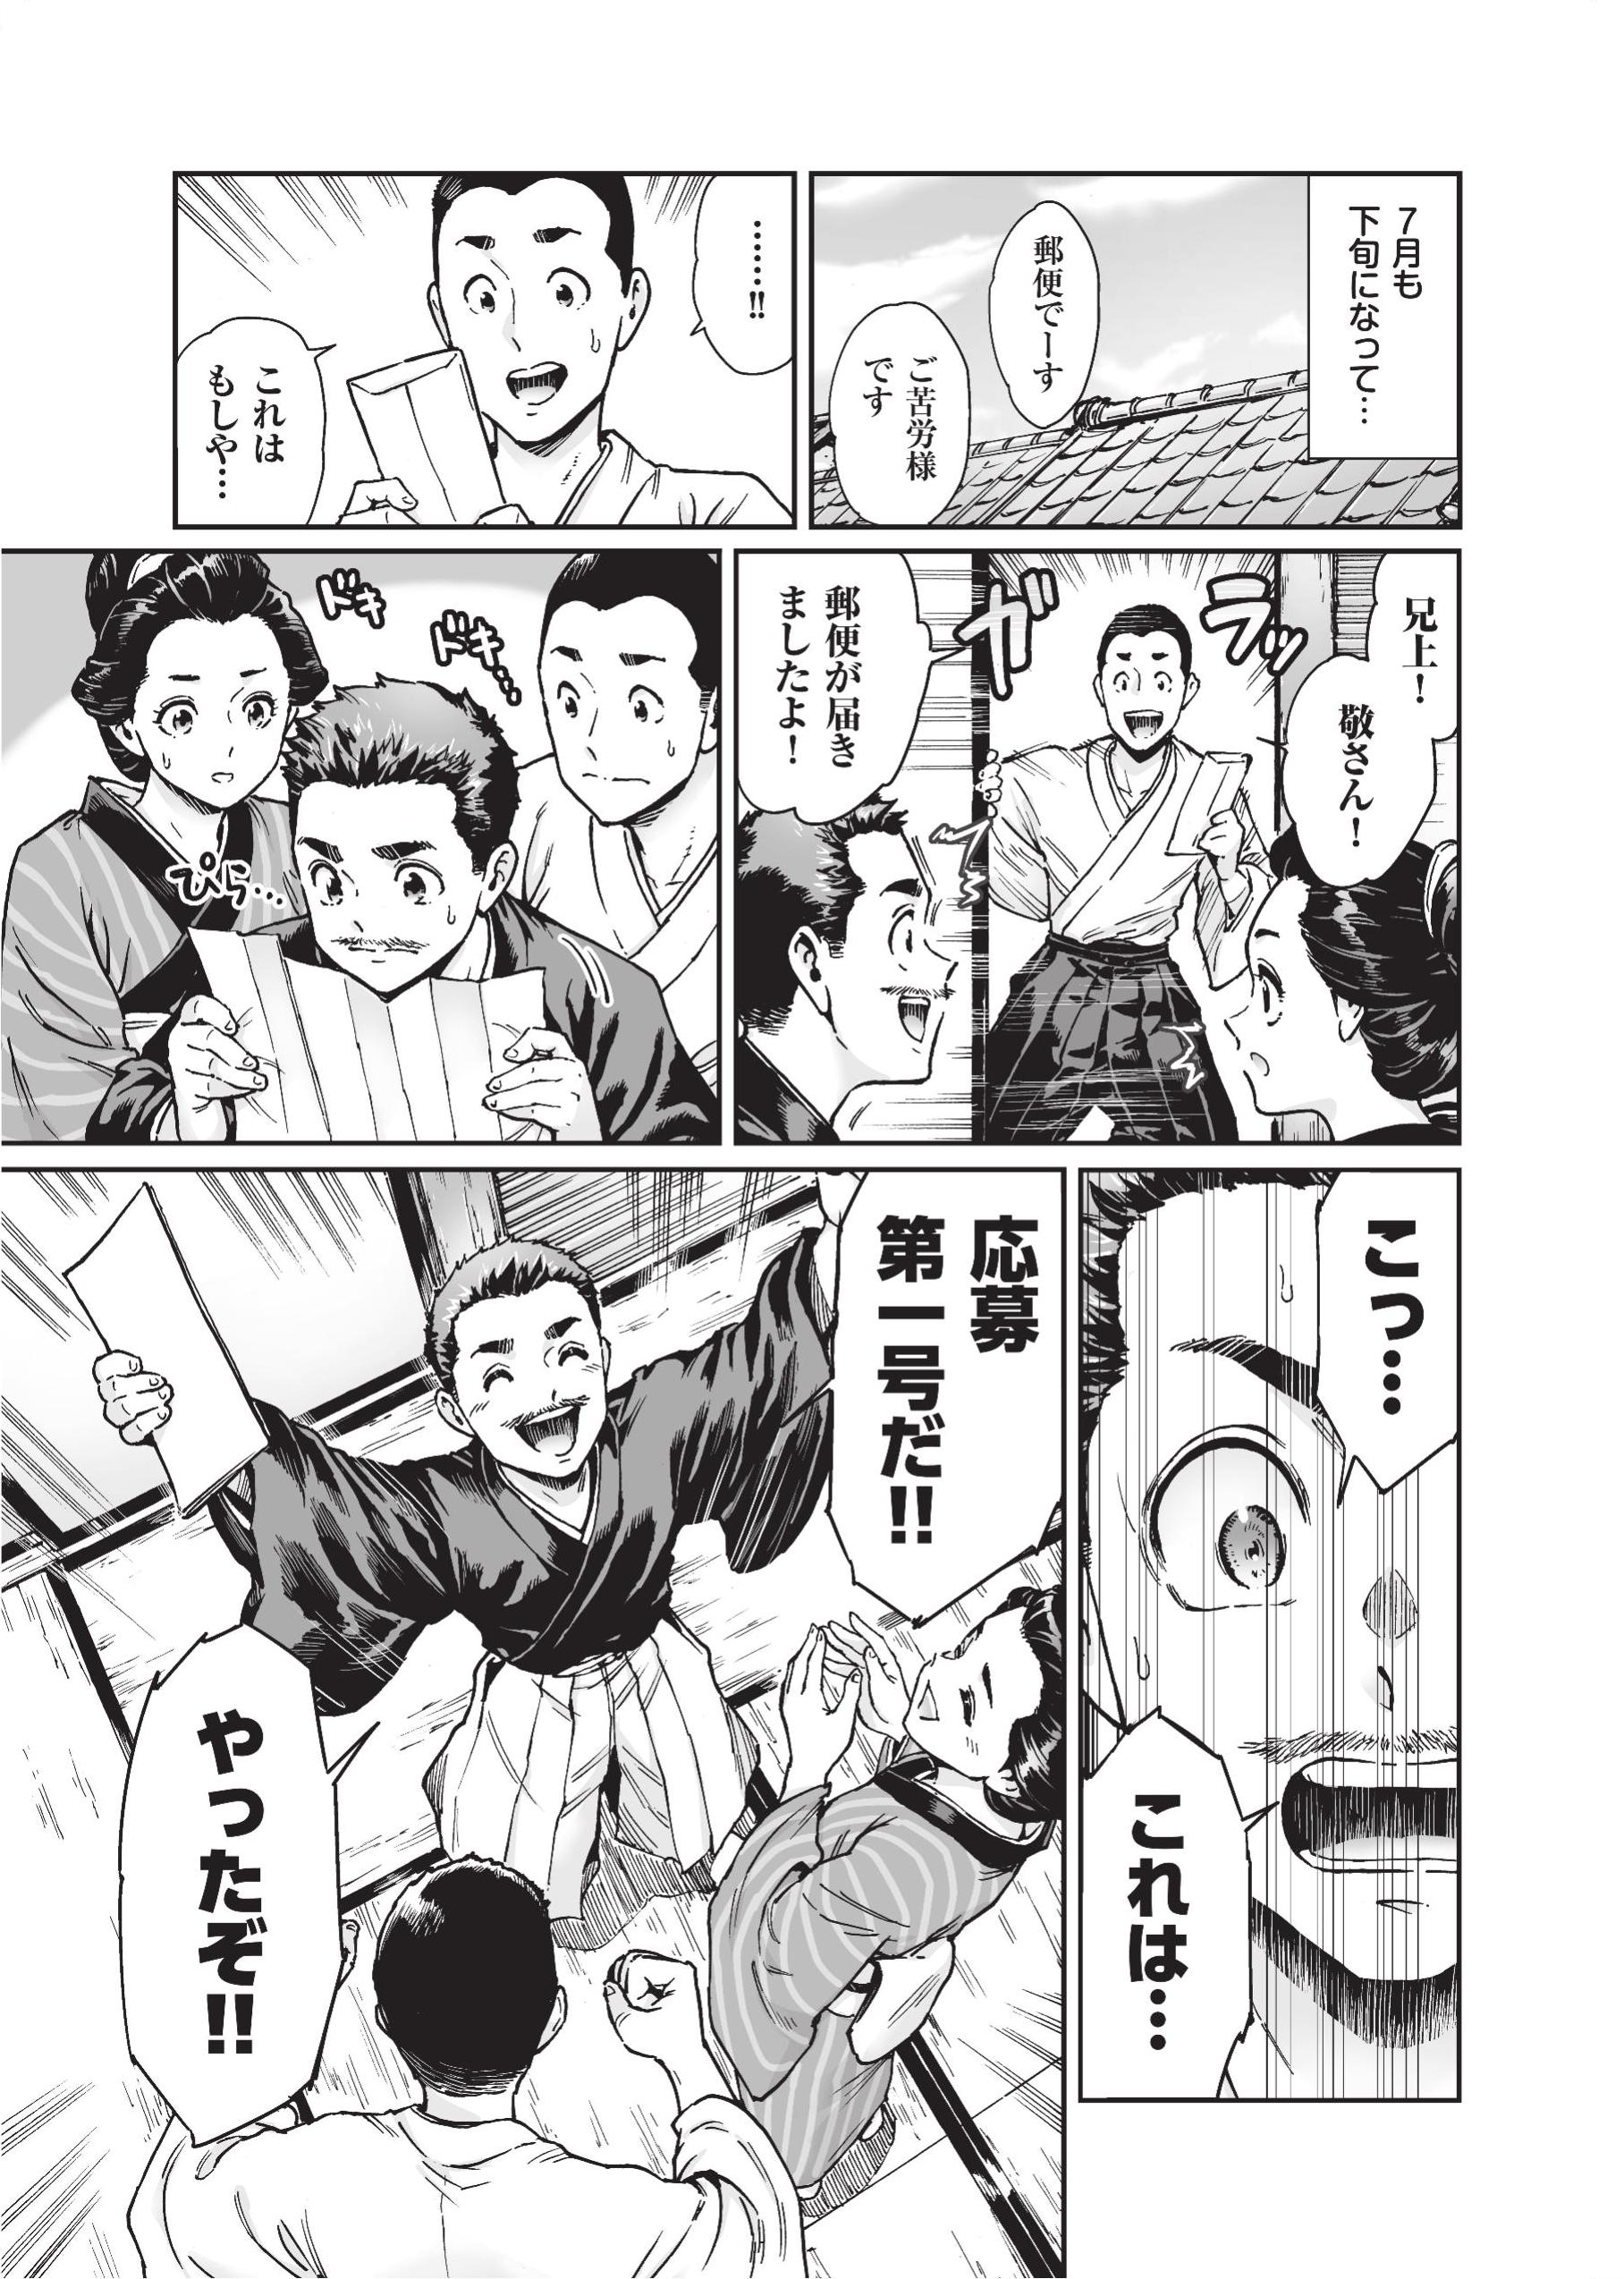 7月も
下旬になって…
郵便でーす
ご苦労様
です
……!!
これは
もしや…
兄上!
敬さん!
ガラッ
郵便が届き
ましたよ!
ドキ
ドキ…
ぴら…
こっ…
これは…
応募
第一号だ!!
やったぞ!!